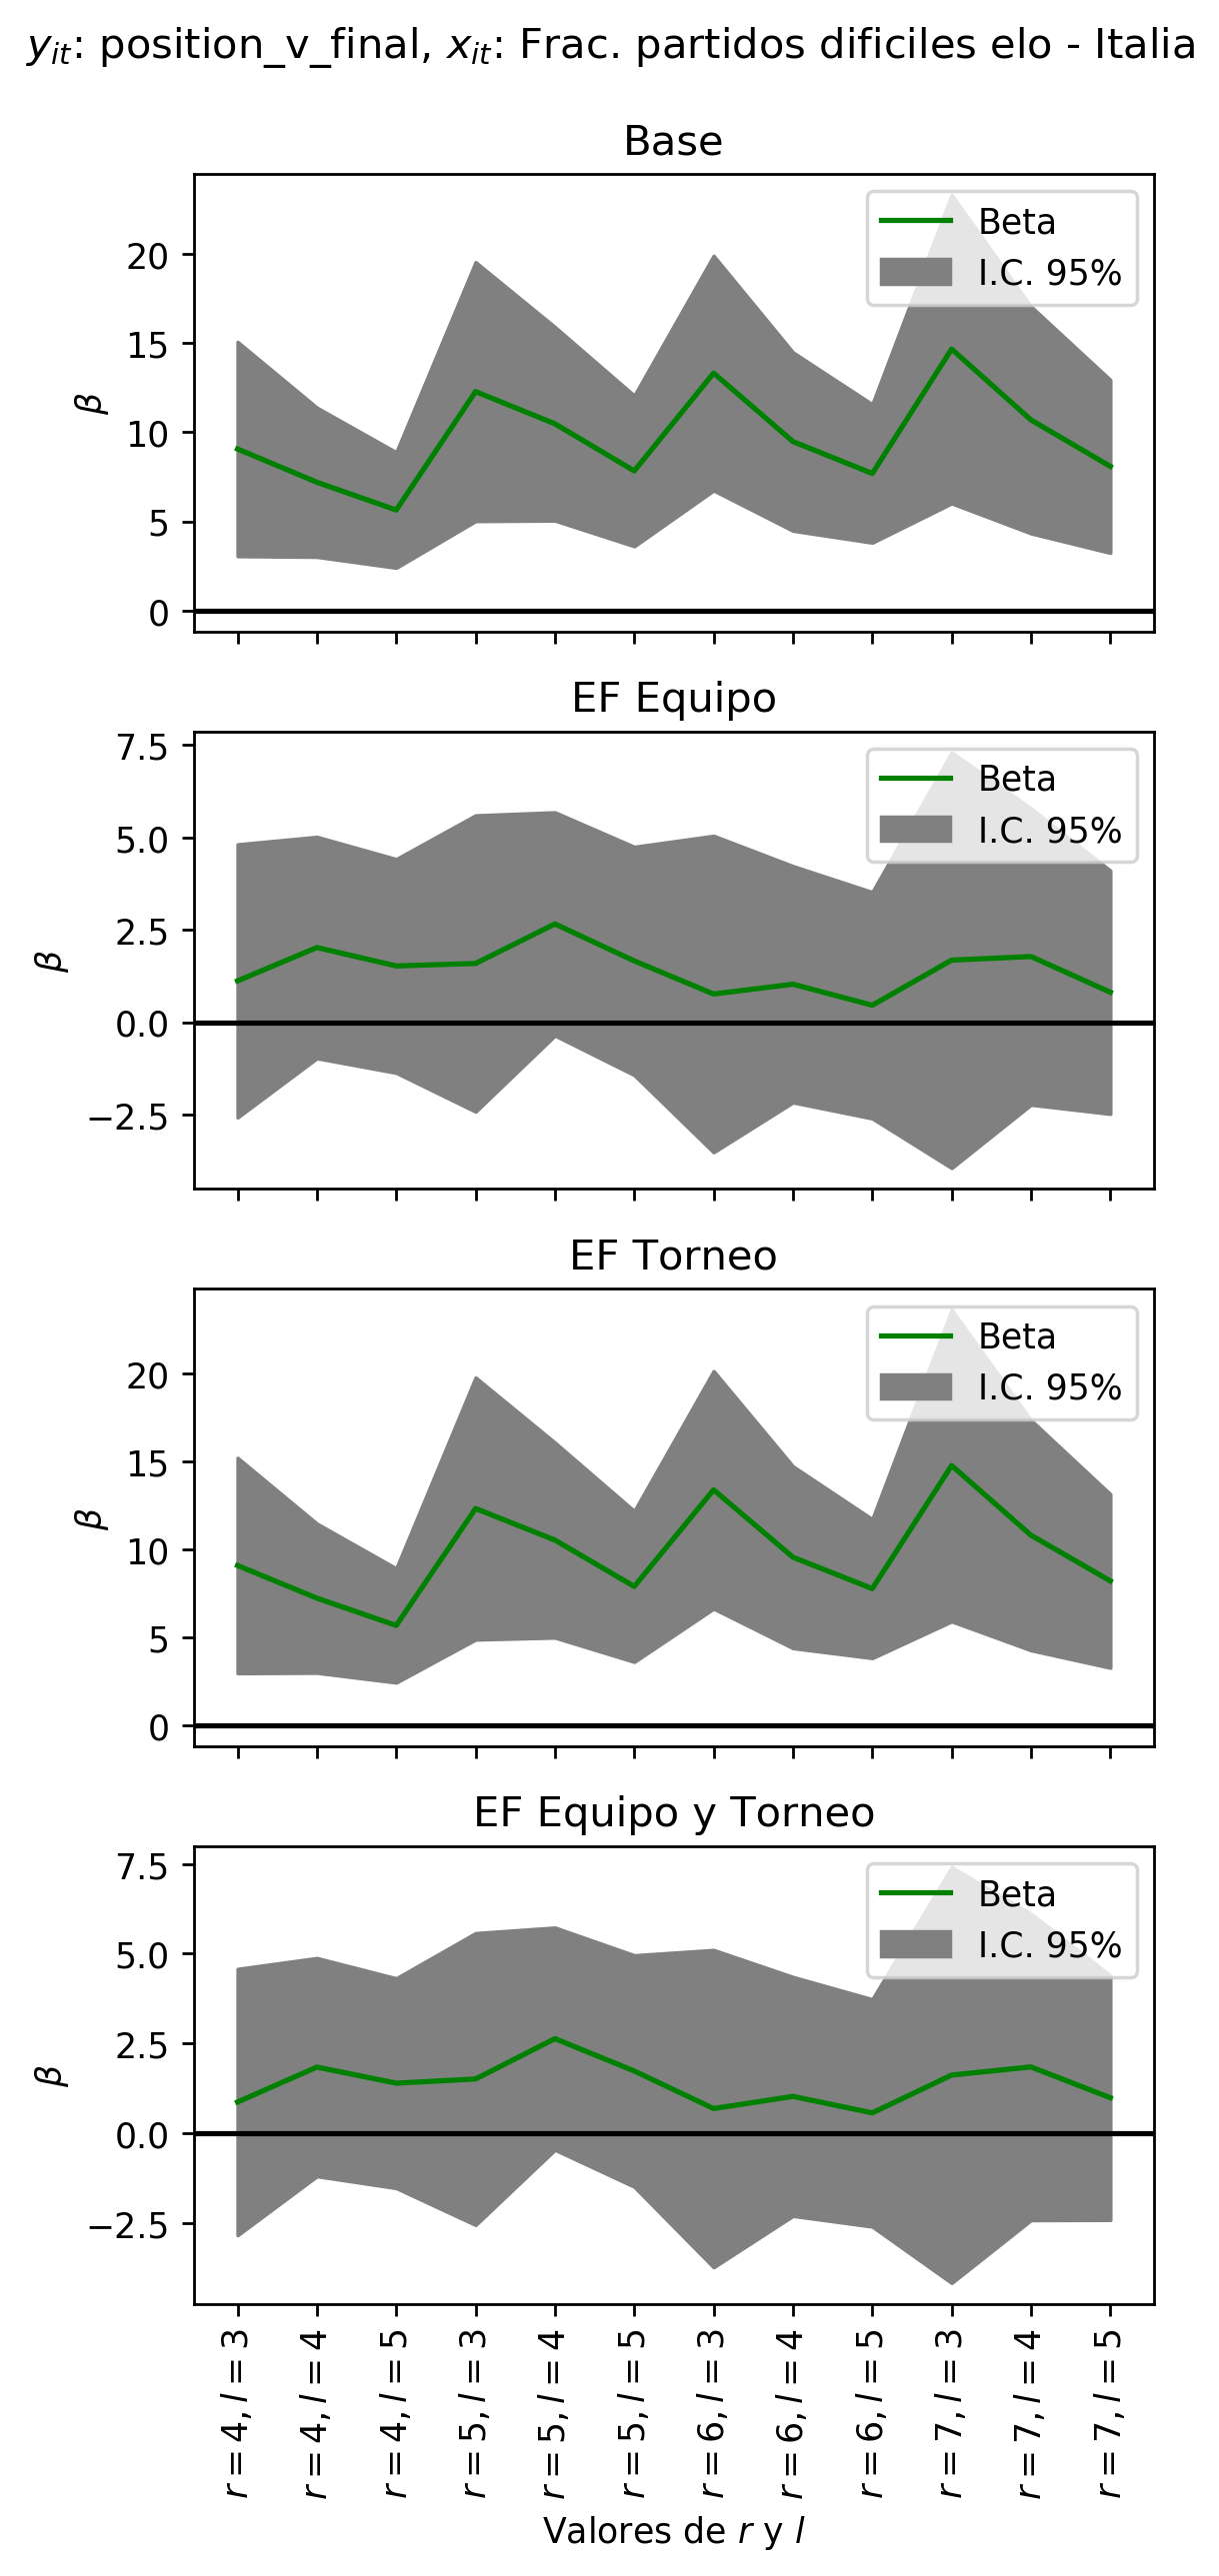 y_it: position_v_final, x_it: Frac. partidos dificiles elo - Italia
Base
Beta
I.C. 95%
20
15
10
5
0
β
EF Equipo
Beta
I.C. 95%
7.5
5.0
2.5
0.0
−2.5
β
EF Torneo
Beta
I.C. 95%
20
15
10
5
0
β
EF Equipo y Torneo
Beta
I.C. 95%
7.5
5.0
2.5
0.0
−2.5
β
r = 4, l = 3
r = 4, l = 4
r = 4, l = 5
r = 5, l = 3
r = 5, l = 4
r = 5, l = 5
r = 6, l = 3
r = 6, l = 4
r = 6, l = 5
r = 7, l = 3
r = 7, l = 4
r = 7, l = 5
Valores de r y l